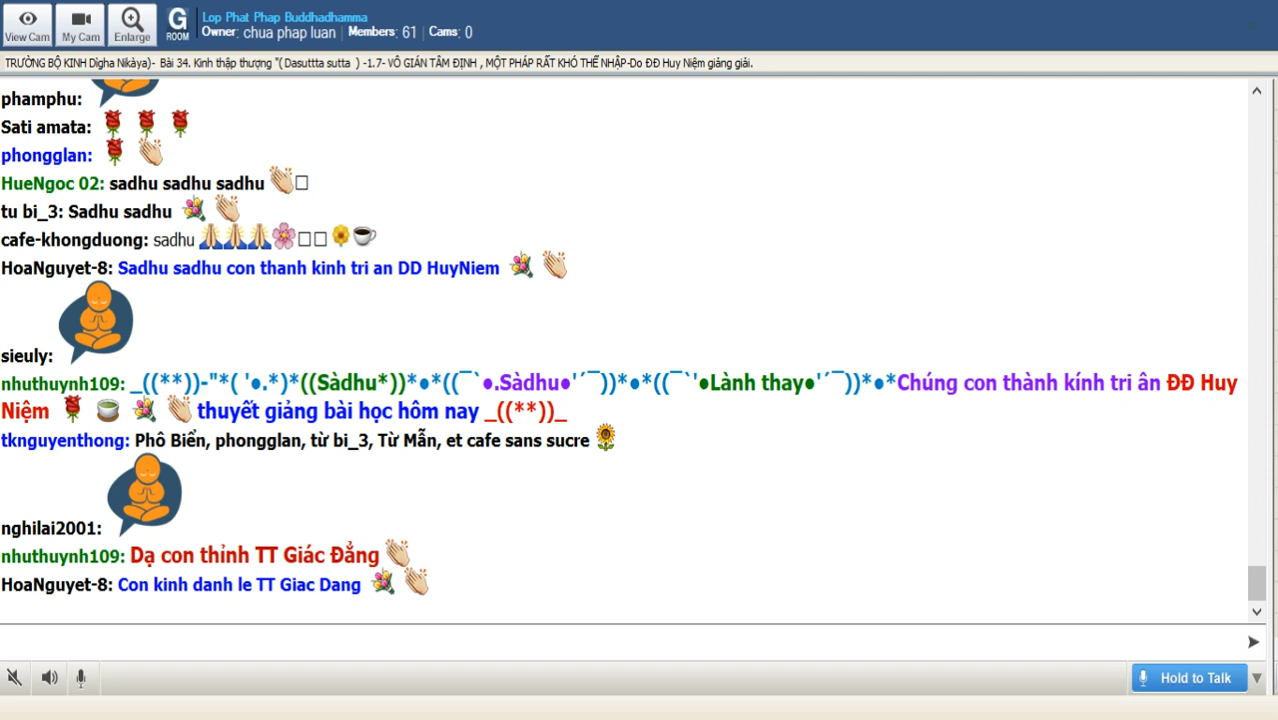 View Cam
My Cam
Enlarge
G
ROOM
Lop Phat Phap Buddhadhamma
Owner: chua phap luan | Members: 61 | Cams: 0
TRƯỜNG BỘ KINH Dìgha Nikàya)- Bài 34. Kinh thập thượng "( Dasuttta sutta ) -1.7- VÔ GIÁN TÂM ĐỊNH , MỘT PHÁP RẤT KHÓ THỂ NHẬP-Do ĐĐ Huy Niệm giảng giải.
phamphu:
Sati amata:
phongglan:
HueNgoc 02: sadhu sadhu sadhu
tu bi_3: Sadhu sadhu
cafe-khongduong: sadhu
HoaNguyet-8: Sadhu sadhu con thanh kinh tri an DD HuyNiem
sieuly:
nhuthuynh109: _((**))-"*( '●.*)*((Sàdhu*))*●*((¯`●.Sàdhu●'´¯))*●*((¯`'●Lành thay●'´¯))*●*Chúng con thành kính tri ân ĐĐ Huy
Niệm thuyết giảng bài học hôm nay _((**))_
tknguyenthong: Phô Biển, phongglan, từ bi_3, Từ Mẫn, et cafe sans sucre
nghilai2001:
nhuthuynh109: Dạ con thỉnh TT Giác Đẳng
HoaNguyet-8: Con kinh danh le TT Giac Dang
Hold to Talk